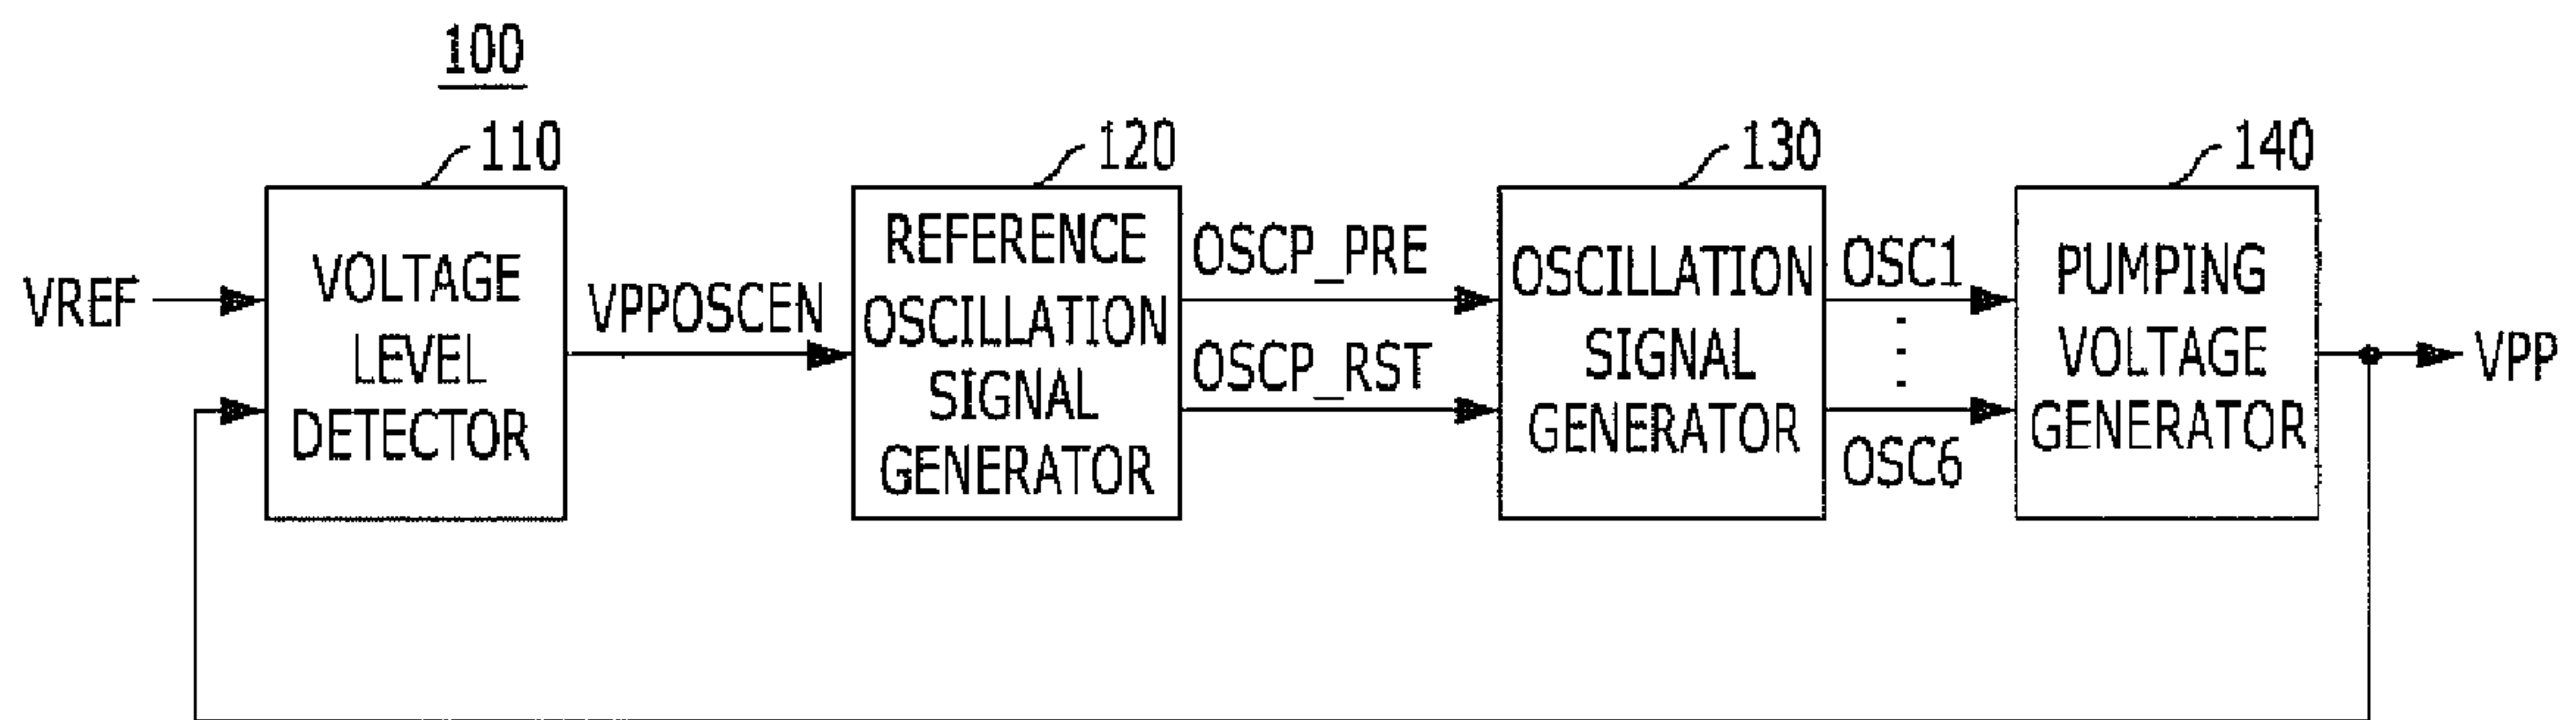 100
110
120
130
140
VREF
VOLTAGE
LEVEL
DETECTOR
VPPOSCEN
REFERENCE
OSCILLATION
SIGNAL
GENERATOR
OSCP_PRE
OSCP_RST
OSCILLATION
SIGNAL
GENERATOR
OSC1
OSC6
PUMPING
VOLTAGE
GENERATOR
VPP